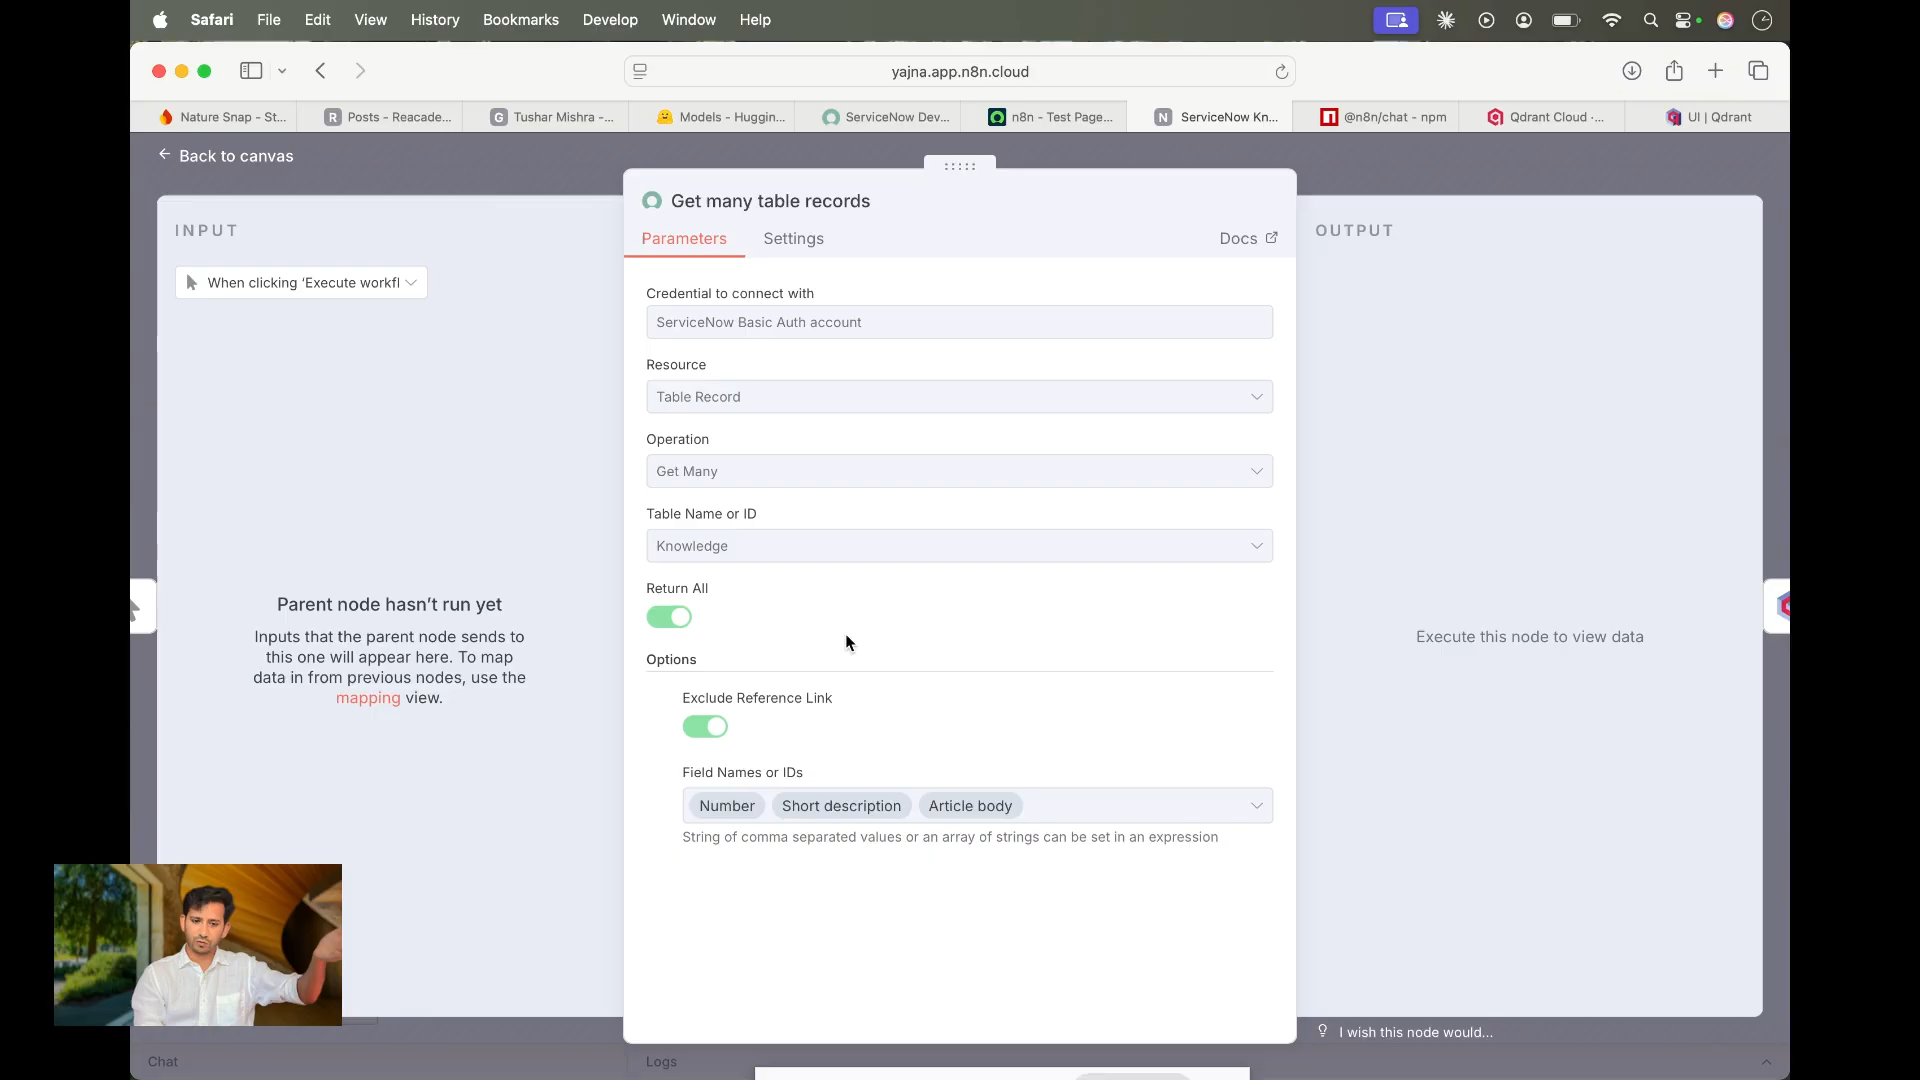 Safari File Edit View History Bookmarks Develop Window Help
yajna.app.n8n.cloud
Nature Snap - St...
R Posts - Reacade...
G Tushar Mishra -...
Models - Huggin...
ServiceNow Dev...
n8n - Test Page...
N ServiceNow Kn...
@n8n/chat - npm
Qdrant Cloud ·...
UI | Qdrant
Back to canvas
INPUT
When clicking ‘Execute workfl
Parent node hasn’t run yet
Inputs that the parent node sends to
this one will appear here. To map
data in from previous nodes, use the
mapping view.
Get many table records
Parameters Settings Docs
Credential to connect with
ServiceNow Basic Auth account
Resource
Table Record
Operation
Get Many
Table Name or ID
Knowledge
Return All
Options
Exclude Reference Link
Field Names or IDs
Number Short description Article body
String of comma separated values or an array of strings can be set in an expression
OUTPUT
Execute this node to view data
I wish this node would...
Chat
Logs